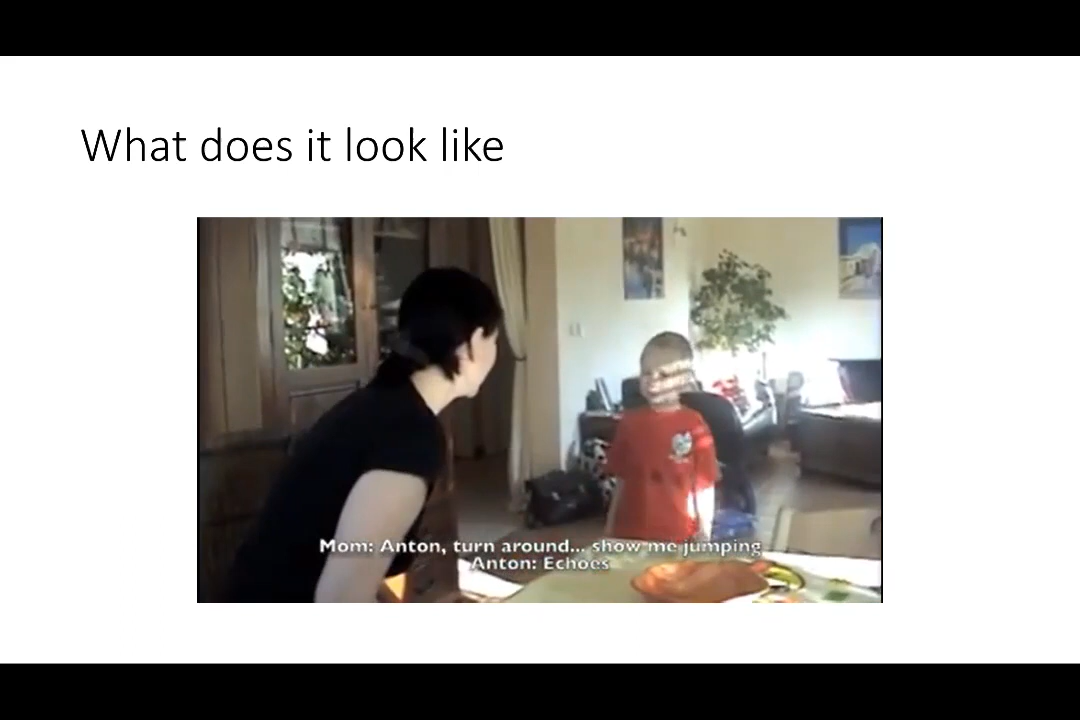 What does it look like
Mom: Anton, turn around... show me jumping
Anton: Echoes